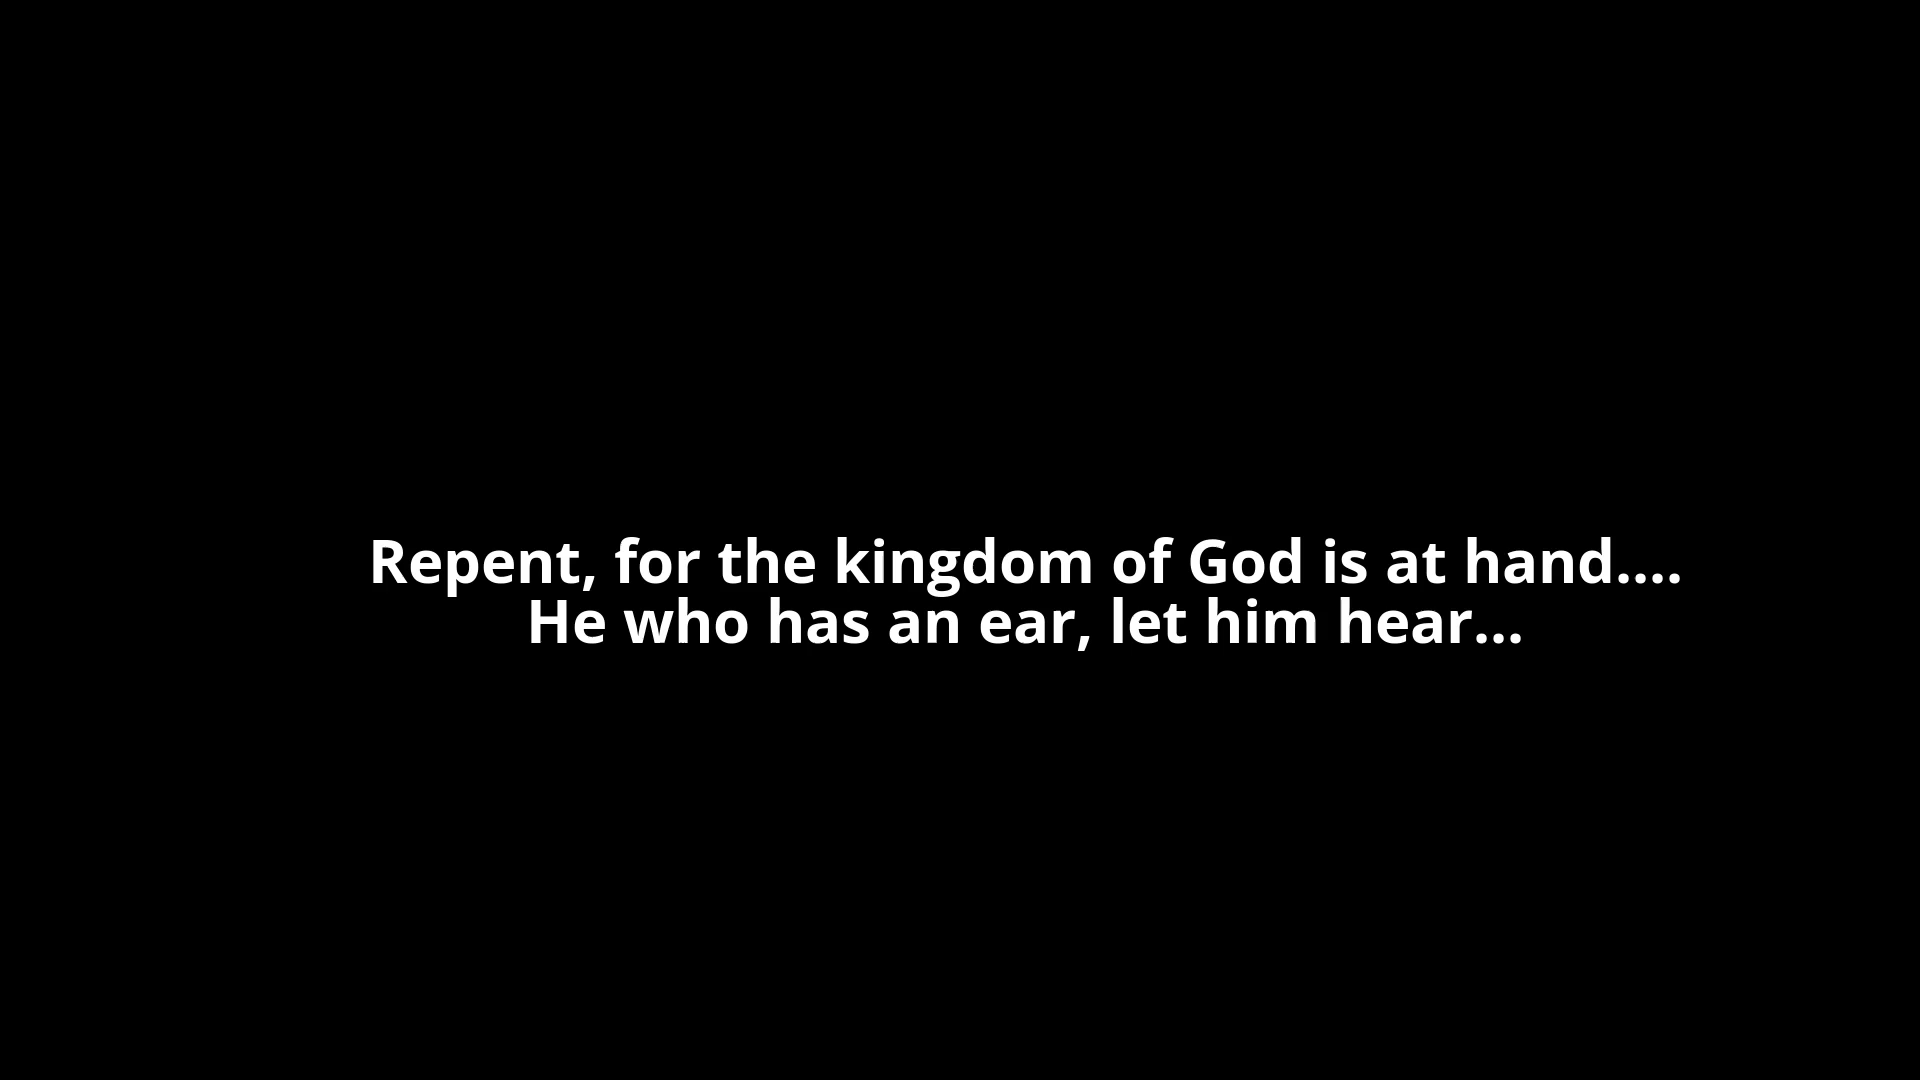 Repent, for the kingdom of God is at hand....
He who has an ear, let him hear...